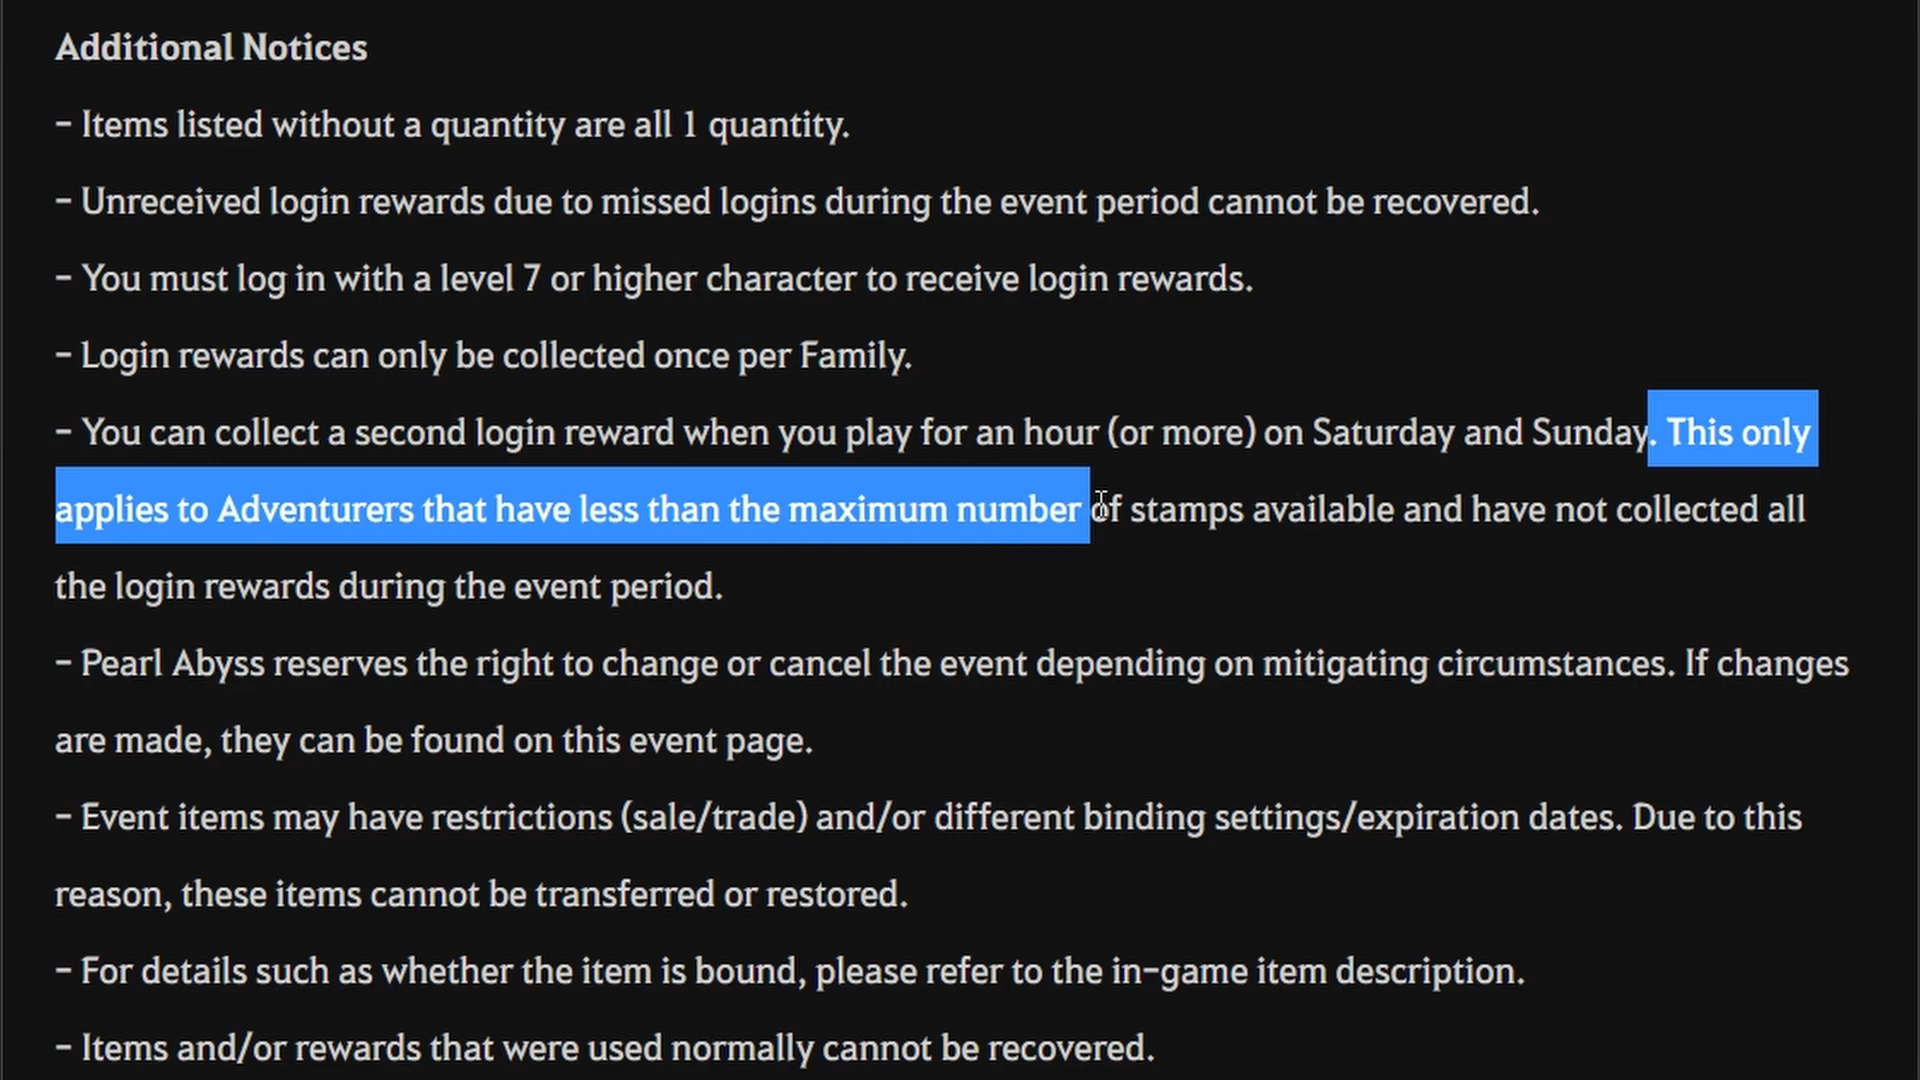 Additional Notices
- Items listed without a quantity are all 1 quantity.
- Unreceived login rewards due to missed logins during the event period cannot be recovered.
- You must log in with a level 7 or higher character to receive login rewards.
- Login rewards can only be collected once per Family.
- You can collect a second login reward when you play for an hour (or more) on Saturday and Sunday. This only
applies to Adventurers that have less than the maximum number of stamps available and have not collected all
the login rewards during the event period.
- Pearl Abyss reserves the right to change or cancel the event depending on mitigating circumstances. If changes
are made, they can be found on this event page.
- Event items may have restrictions (sale/trade) and/or different binding settings/expiration dates. Due to this
reason, these items cannot be transferred or restored.
- For details such as whether the item is bound, please refer to the in-game item description.
- Items and/or rewards that were used normally cannot be recovered.